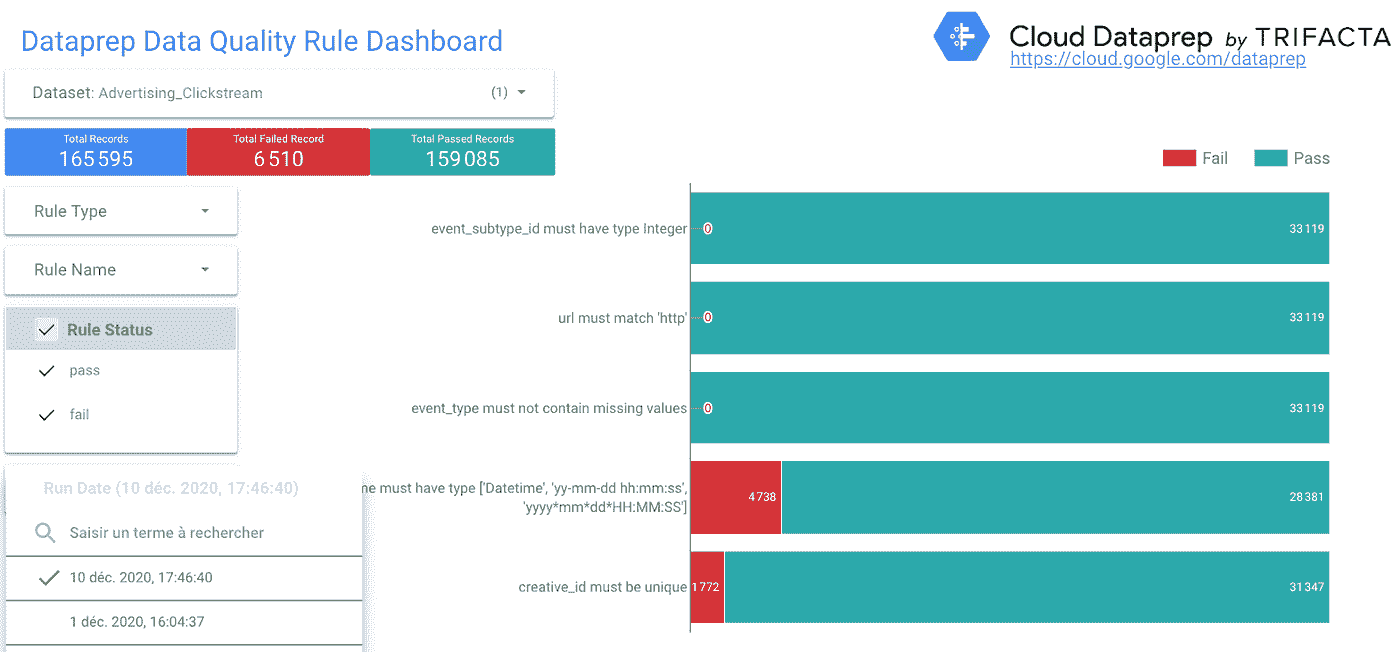 Dataprep Data Quality Rule Dashboard
Cloud Dataprep by TRIFACTA
https://cloud.google.com/dataprep
Dataset: Advertising_Clickstream (1)
Total Records
165 595
Total Failed Record
6 510
Total Passed Records
159 085
Fail
Pass
Rule Type
Rule Name
Rule Status
pass
fail
Run Date (10 déc. 2020, 17:46:40)
Saisir un terme à rechercher
10 déc. 2020, 17:46:40
1 déc. 2020, 16:04:37
event_subtype_id must have type Integer
0
33 119
url must match 'http'
0
33 119
event_type must not contain missing values
0
33 119
ne must have type ['Datetime', 'yy-mm-dd hh:mm:ss',
'yyyy*mm*dd*HH:MM:SS']
4 738
28 381
creative_id must be unique
1 772
31 347